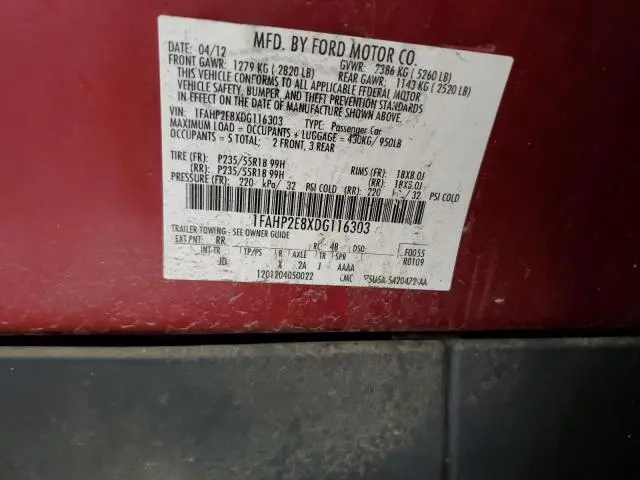 MFD. BY FORD MOTOR CO.
DATE: 04/12 GVWR: 2386 KG ( 5260 LB)
FRONT GAWR: 1279 KG ( 2820 LB) REAR GAWR: 1143 KG ( 2520 LB)
THIS VEHICLE CONFORMS TO ALL APPLICABLE FEDERAL MOTOR
VEHICLE SAFETY, BUMPER, AND THEFT PREVENTION STANDARDS
IN EFFECT ON THE DATE OF MANUFACTURE SHOWN ABOVE.
VIN: 1FAHP2E8XDG116303 TYPE: Passenger Car
MAXIMUM LOAD = OCCUPANTS + LUGGAGE = 430KG/ 950LB
OCCUPANTS = 5 TOTAL: 2 FRONT, 3 REAR
TIRE (FR): P235/55R18 99H RIMS (FR): 18X8.0J
(RR): P235/55R18 99H (RR): 18X8.0J
PRESSURE (FR): 220 kPa/ 32 PSI COLD (RR): 220 kPa/ 32 PSI COLD
1FAHP2E8XDG116303
TRAILER TOWING - SEE OWNER GUIDE
EXT PNT: RR RC: 48 DSO: F0055
INT TR TP/PS R AXLE TR SPR R0109
JD X 2A J AAAA
1201204050022